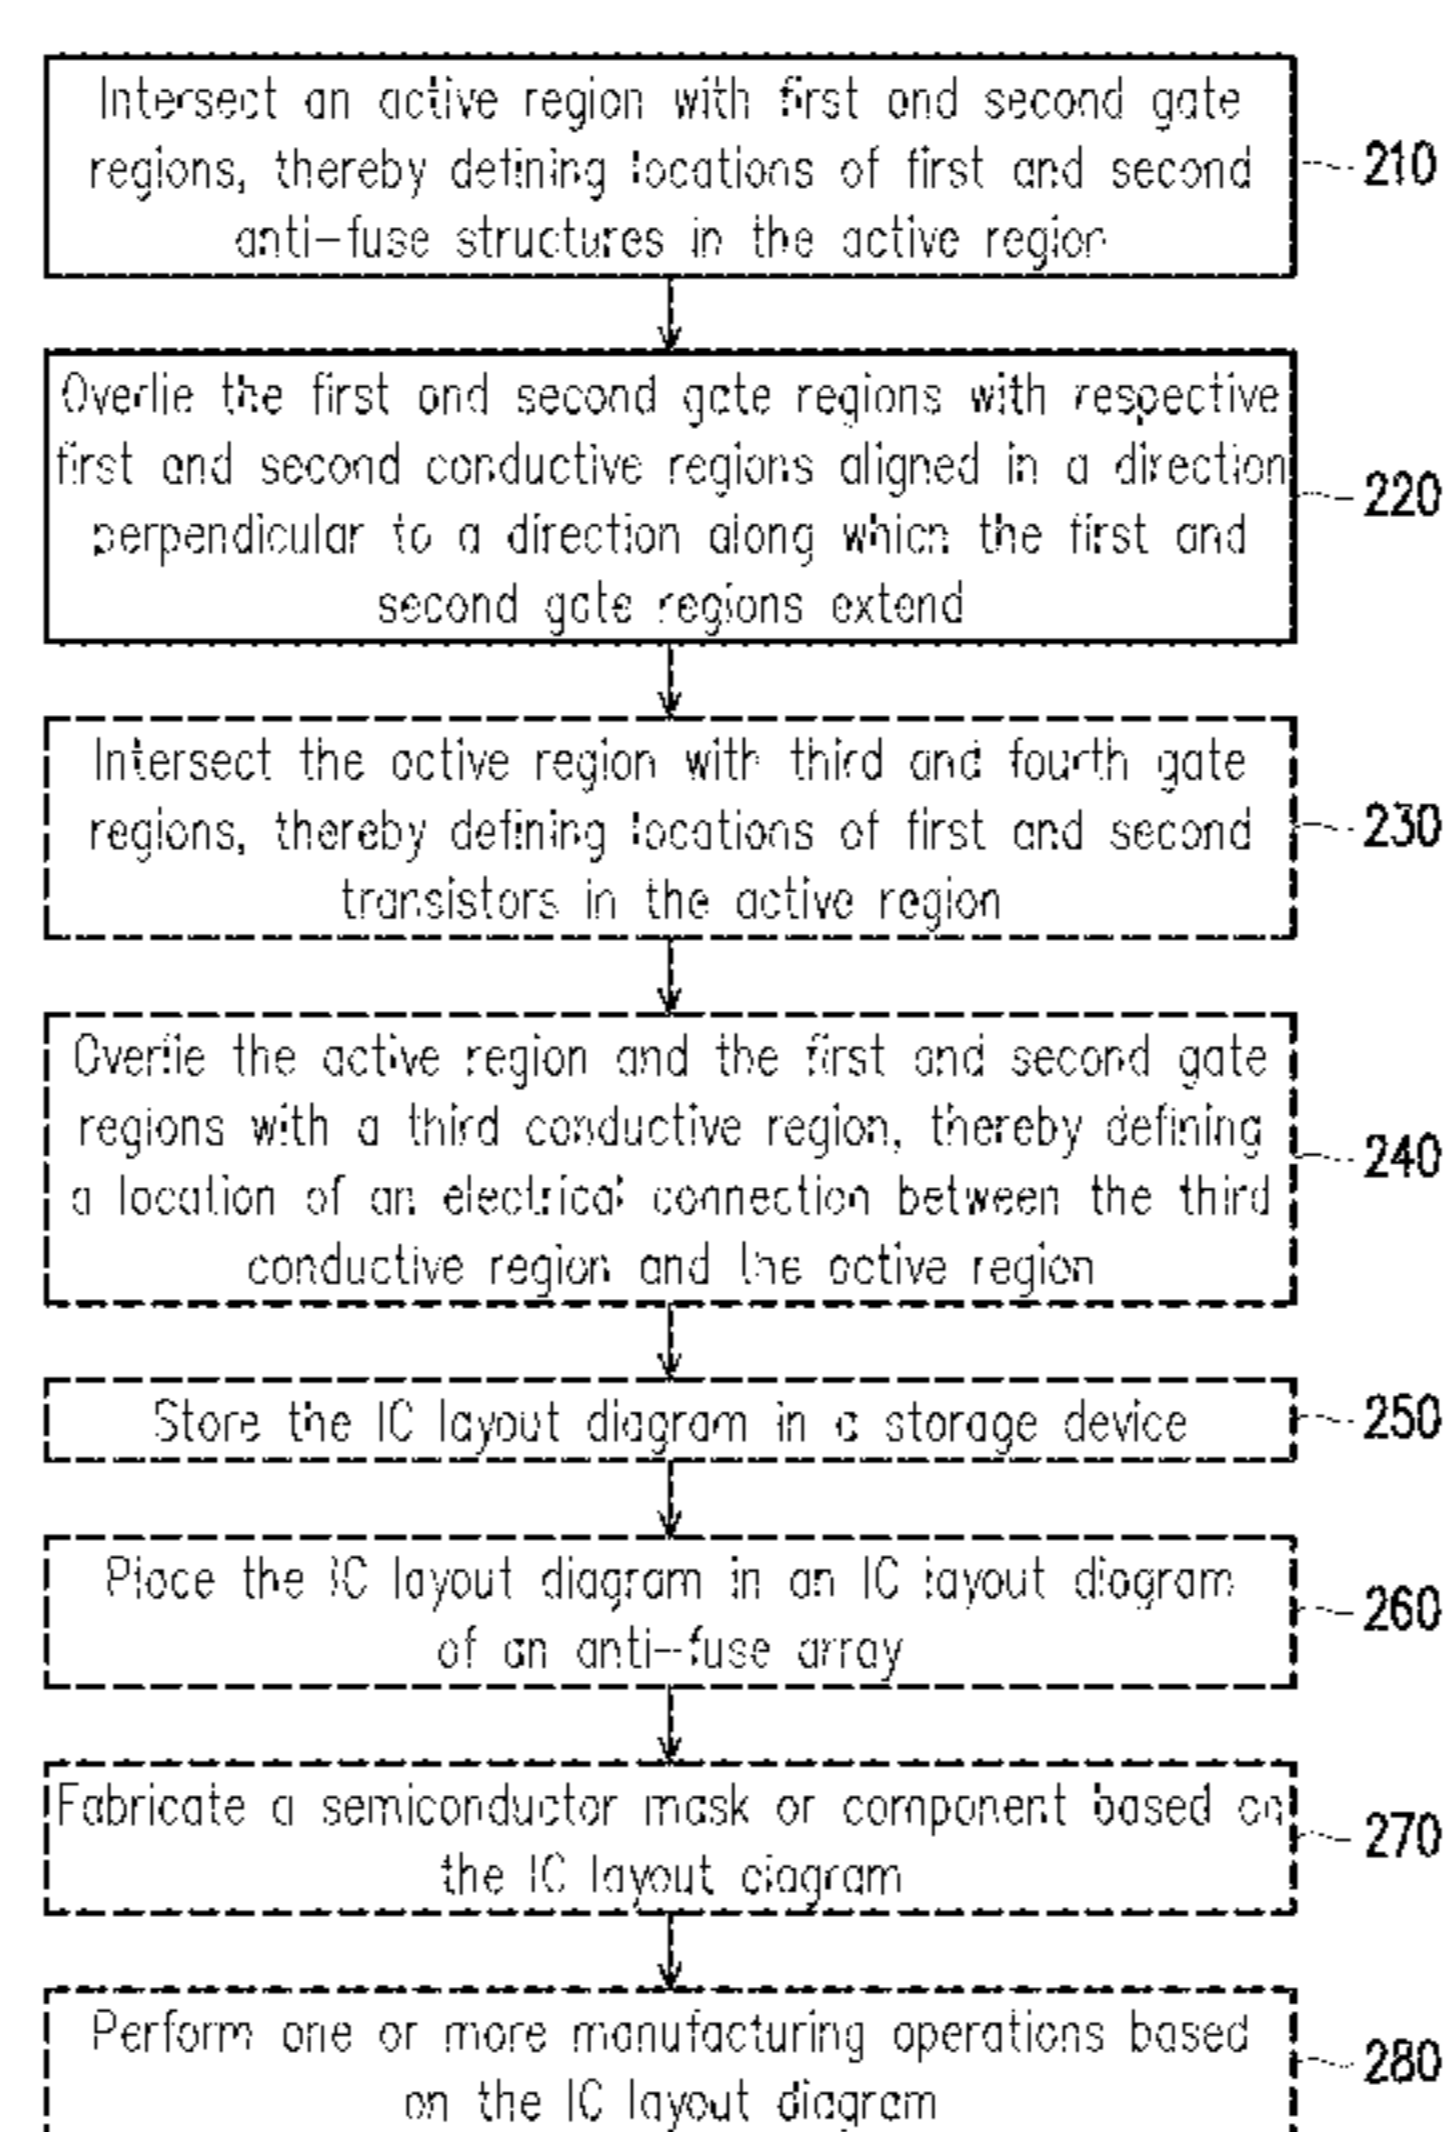 Intersect an active region with first and second gate
regions, thereby defining locations of first and second
anti-fuse structures in the active region
210
Overlie the first and second gate regions with respective
first and second conductive regions aligned in a direction
perpendicular to a direction along which the first and
second gate regions extend
220
Intersect the active region with third and fourth gate
regions, thereby defining locations of first and second
transistors in the active region
230
Overlie the active region and the first and second gate
regions with a third conductive region, thereby defining
a location of an electrical connection between the third
conductive region and the active region
240
Store the IC layout diagram in a storage device
250
Place the IC layout diagram in an IC layout diagram
of an anti-fuse array
260
Fabricate a semiconductor mask or component based on
the IC layout diagram
270
Perform one or more manufacturing operations based
on the IC layout diagram
280